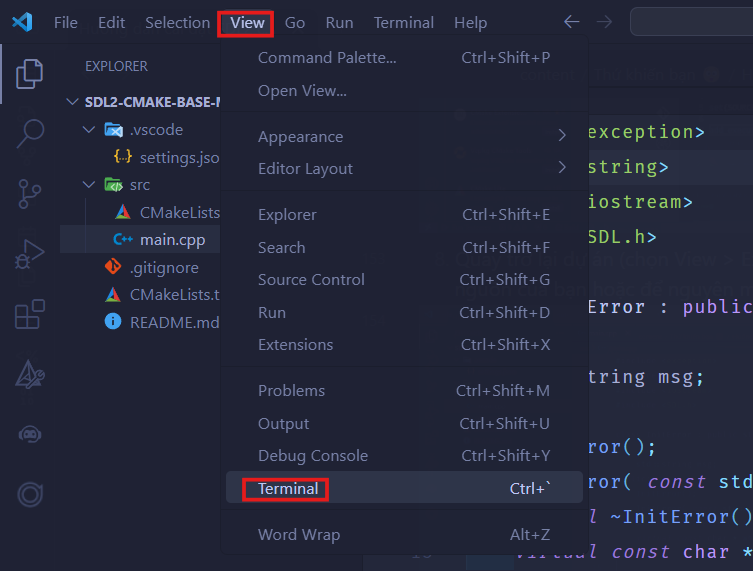 File Edit Selection View Go Run Terminal Help
EXPLORER
SDL2-CMAKE-BASE-
.vscode
settings.jso
src
CMakeLists
main.cpp
.gitignore
CMakeLists.t
README.md
Command Palette... Ctrl+Shift+P
Open View...
Appearance
Editor Layout
Explorer Ctrl+Shift+E
Search Ctrl+Shift+F
Source Control Ctrl+Shift+G
Run Ctrl+Shift+D
Extensions Ctrl+Shift+X
Problems Ctrl+Shift+M
Output Ctrl+Shift+U
Debug Console Ctrl+Shift+Y
Terminal Ctrl+`
Word Wrap Alt+Z
exception>
string>
iostream>
SDL.h>
Error : public
tring msg;
ror();
ror( const std
l ~InitError()
virtual const char *